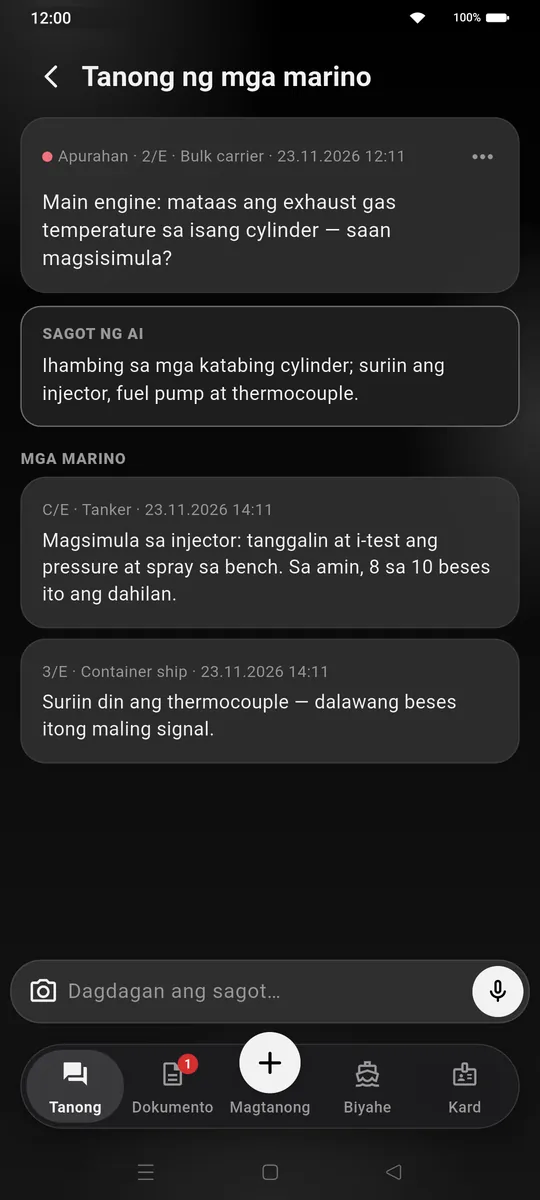 12:00
100%
Tanong ng mga marino
Apurahan · 2/E · Bulk carrier · 23.11.2026 12:11
Main engine: mataas ang exhaust gas
temperature sa isang cylinder — saan
magsisimula?
SAGOT NG AI
Ihambing sa mga katabing cylinder; suriin ang
injector, fuel pump at thermocouple.
MGA MARINO
C/E · Tanker · 23.11.2026 14:11
Magsimula sa injector: tanggalin at i-test ang
pressure at spray sa bench. Sa amin, 8 sa 10 beses
ito ang dahilan.
3/E · Container ship · 23.11.2026 14:11
Suriin din ang thermocouple — dalawang beses
itong maling signal.
Dagdagan ang sagot...
1
Tanong
Dokumento
Magtanong
Biyahe
Kard